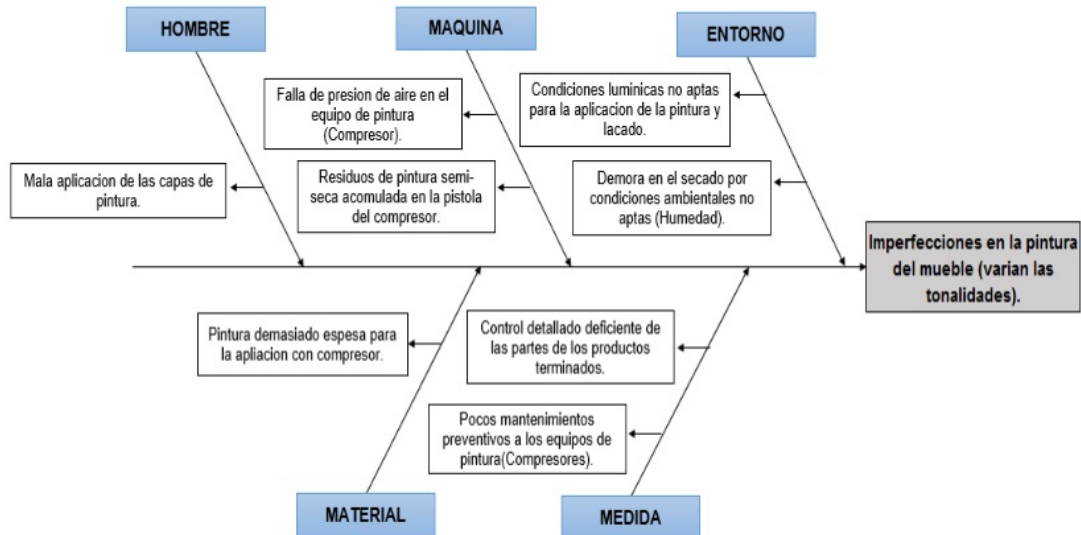 HOMBRE
MAQUINA
ENTORNO
Falla de presion de aire en el
equipo de pintura
(Compresor).
Condiciones luminicas no aptas
para la aplicacion de la pintura y
lacado.
Mala aplicacion de las capas de
pintura.
Residuos de pintura semi-
seca acumulada en la pistola
del compresor.
Demora en el secado por
condiciones ambientales no
aptas (Humedad).
Imperfecciones en la pintura
del mueble (varian las
tonalidades).
Pintura demasiado espesa para
la apliacion con compresor.
Control detallado deficiente de
las partes de los productos
terminados.
Pocos mantenimientos
preventivos a los equipos de
pintura(Compresores).
MATERIAL
MEDIDA